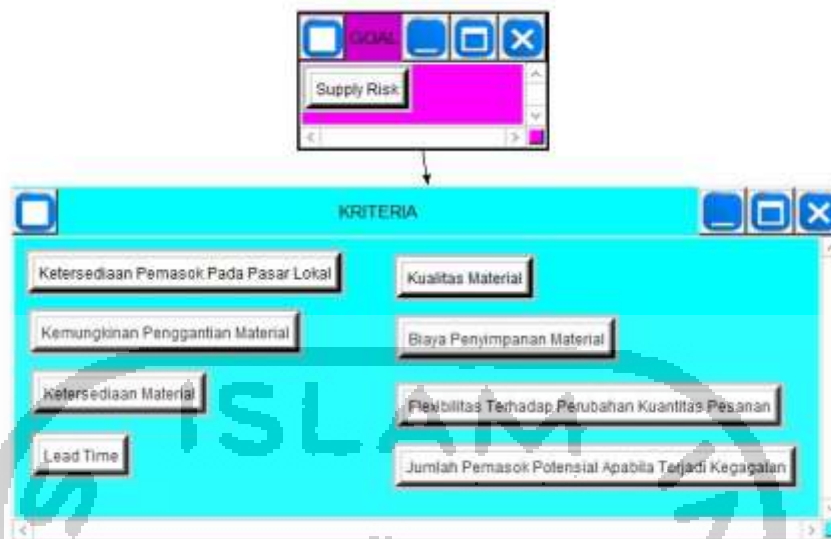 GOAL
Supply Risk
KRITERIA
Ketersediaan Pemasok Pada Pasar Lokal
Kualitas Material
Kemungkinan Penggantian Material
Biaya Penyimpanan Material
Ketersediaan Material
Flexibilitas Terhadap Perubahan Kuantitas Pesanan
Lead Time
Jumlah Pemasok Potensial Apabila Terjadi Kegagalan
ISLAM